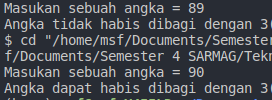 Masukan sebuah angka = 89
Angka tidak habis dibagi dengan 3
$ cd "/home/msf/Documents/Semester
f/Documents/Semester 4 SARMAG/Tekn
Masukan sebuah angka = 90
Angka dapat habis dibagi dengan 3